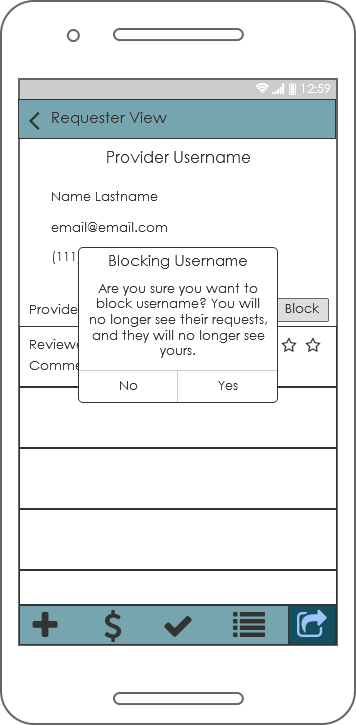 12:59
Requester View
Provider Username
Name Lastname
email@email.com
(111)
Blocking Username
Are you sure you want to
block username? You will
no longer see their requests,
and they will no longer see
yours.
No Yes
Provide
Block
Reviewe
Comme